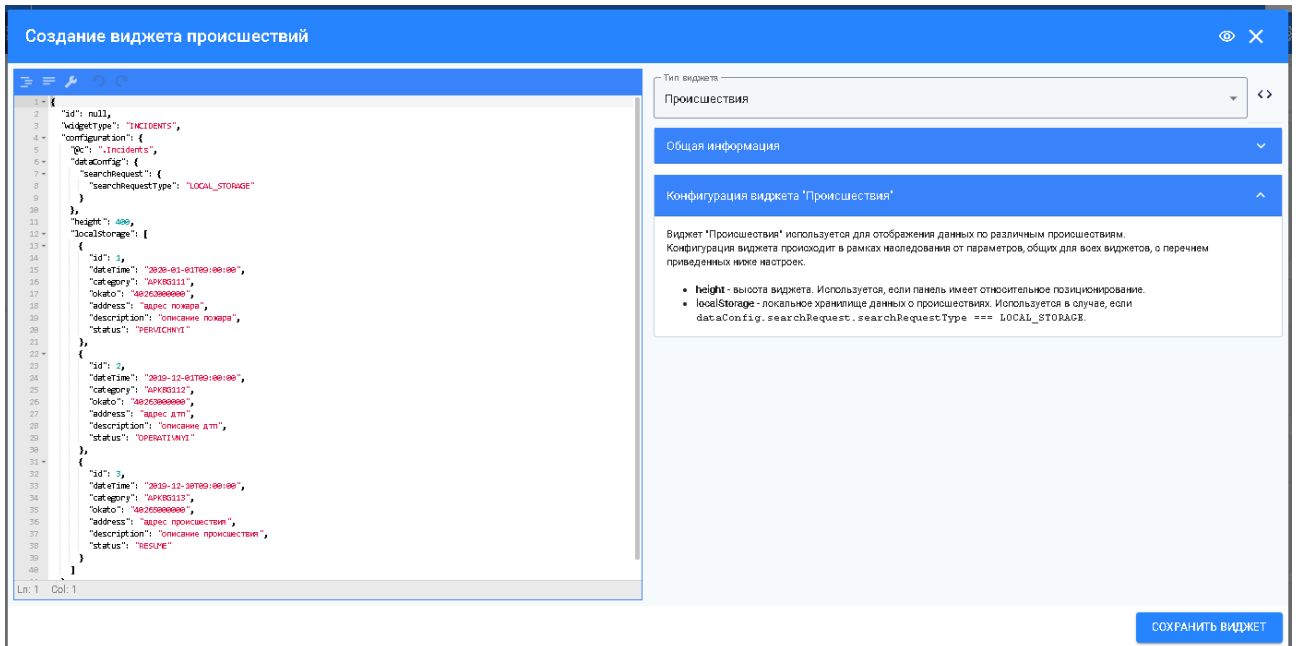 Создание виджета происшествий
1 {
2 "id": null,
3 "widgetType": "INCIDENTS",
4 "configuration": {
5 "@c": ".Incidents",
6 "dataConfig": {
7 "searchRequest": {
8 "searchRequestType": "LOCAL_STORAGE"
9 }
10 },
11 "height": 400,
12 "localStorage": [
13 {
14 "id": 1,
15 "dateTime": "2020-01-01T09:00:00",
16 "category": "APKBG111",
17 "okato": "40262000000",
18 "address": "адрес пожара",
19 "description": "описание пожара",
20 "status": "PERVICHNYI"
21 },
22 {
23 "id": 2,
24 "dateTime": "2019-12-01T09:00:00",
25 "category": "APKBG112",
26 "okato": "40263000000",
27 "address": "адрес дтп",
28 "description": "описание дтп",
29 "status": "OPERATIVNYI"
30 },
31 {
32 "id": 3,
33 "dateTime": "2019-12-10T09:00:00",
34 "category": "APKBG113",
35 "okato": "40265000000",
36 "address": "адрес происшествия",
37 "description": "описание происшествия",
38 "status": "RESUME"
39 }
40 ]
Ln: 1 Col: 1
Тип виджета
Происшествия
Общая информация
Конфигурация виджета "Происшествия"
Виджет "Происшествия" используется для отображения данных по различным происшествиям.
Конфигурация виджета происходит в рамках наследования от параметров, общих для всех виджетов, с перечнем
приведенных ниже настроек.
• height - высота виджета. Используется, если панель имеет относительное позиционирование.
• localStorage - локальное хранилище данных о происшествиях. Используется в случае, если
dataConfig.searchRequest.searchRequestType === LOCAL_STORAGE.
СОХРАНИТЬ ВИДЖЕТ